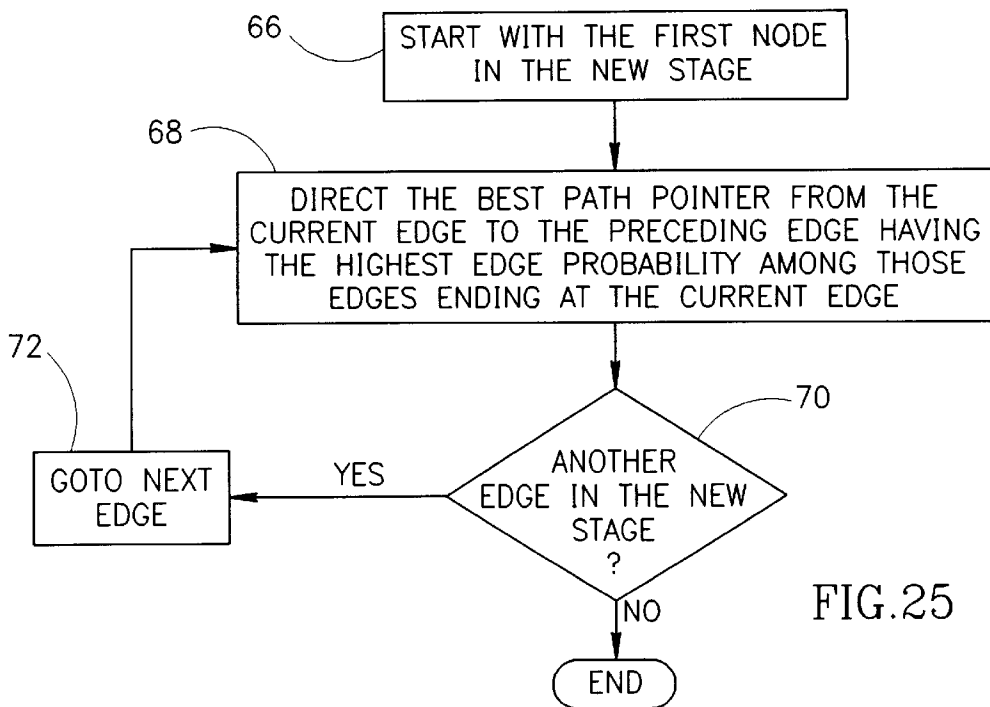 66
START WITH THE FIRST NODE
IN THE NEW STAGE
68
DIRECT THE BEST PATH POINTER FROM THE
CURRENT EDGE TO THE PRECEDING EDGE HAVING
THE HIGHEST EDGE PROBABILITY AMONG THOSE
EDGES ENDING AT THE CURRENT EDGE
72
70
GOTO NEXT
EDGE
YES
ANOTHER
EDGE IN THE NEW
STAGE
?
NO
FIG.25
END